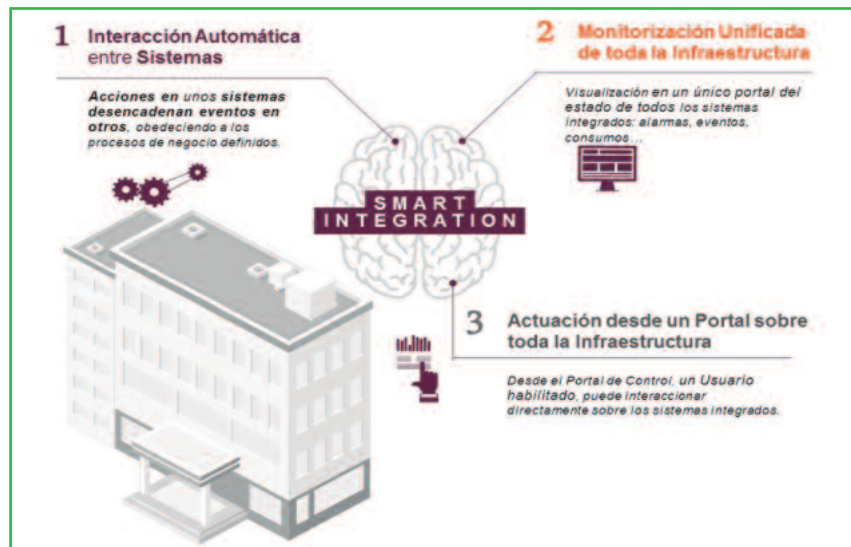 1 Interacción Automática
entre Sistemas
Acciones en unos sistemas
desencadenan eventos en
otros, obedeciendo a los
procesos de negocio definidos.
2 Monitorización Unificada
de toda la Infraestructura
Visualización en un único portal del
estado de todos los sistemas
integrados: alarmas, eventos,
consumos...
SMART
INTEGRATION
3 Actuación desde un Portal sobre
toda la Infraestructura
Desde el Portal de Control, un Usuario
habilitado, puede interaccionar
directamente sobre los sistemas integrados.